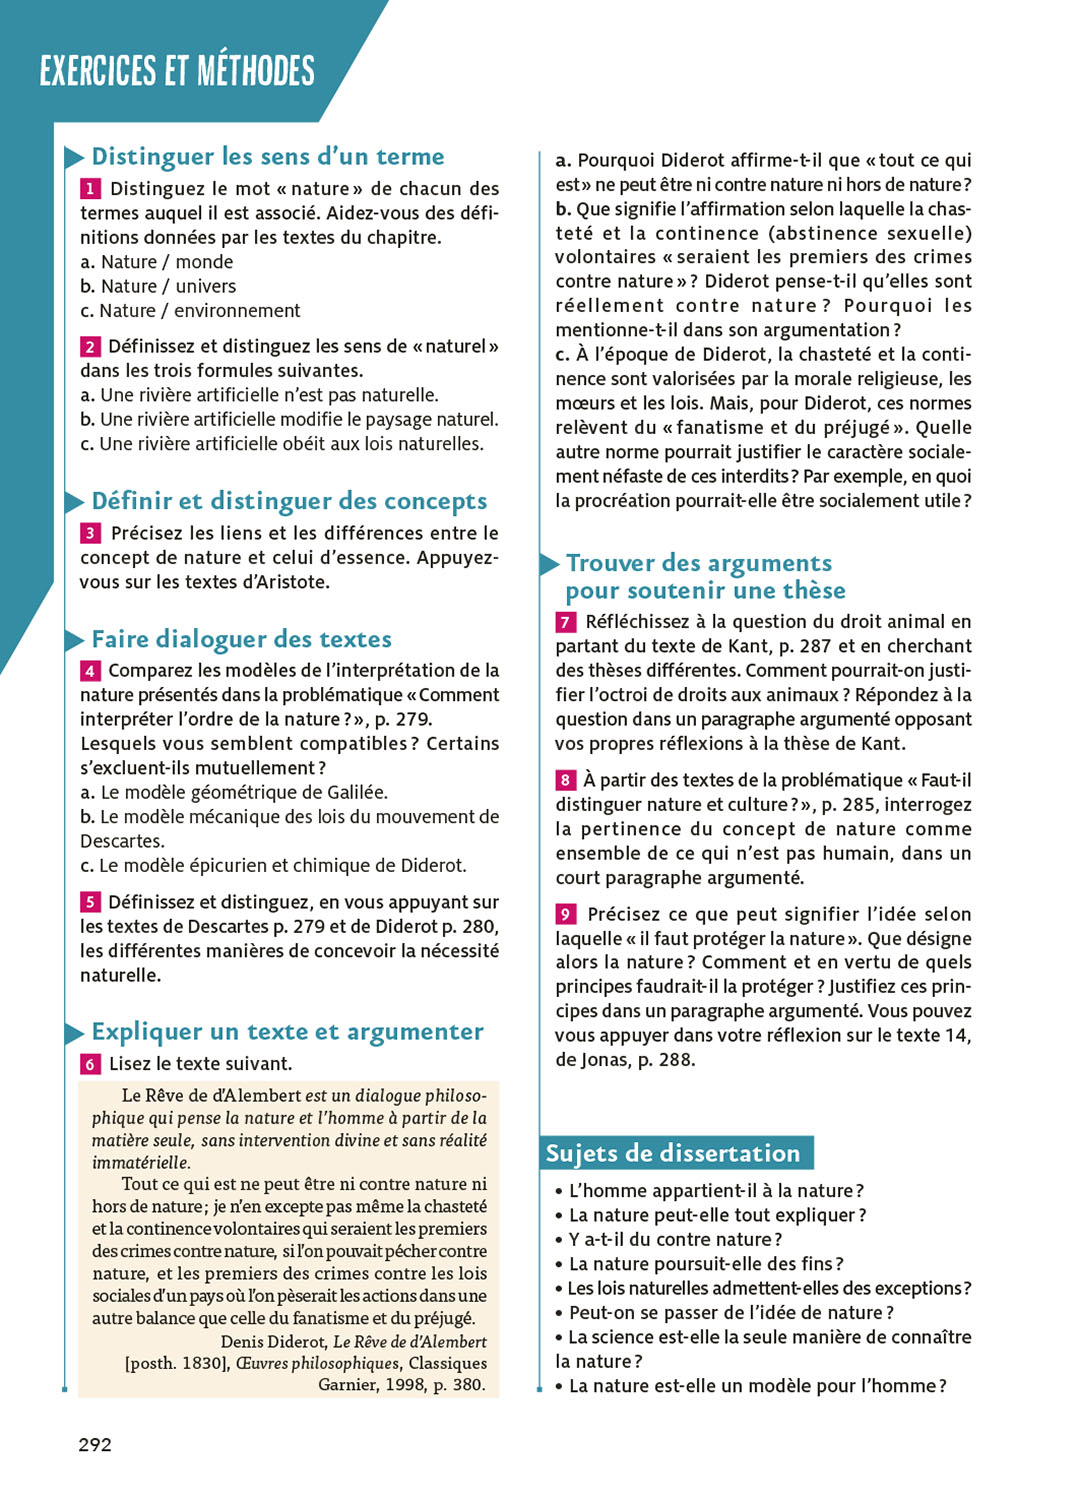 EXERCICES ET MÉTHODES
Distinguer les sens d’un terme
1 Distinguez le mot « nature » de chacun des
termes auquel il est associé. Aidez-vous des défi-
nitions données par les textes du chapitre.
a. Nature / monde
b. Nature / univers
c. Nature / environnement
2 Définissez et distinguez les sens de « naturel »
dans les trois formules suivantes.
a. Une rivière artificielle n’est pas naturelle.
b. Une rivière artificielle modifie le paysage naturel.
c. Une rivière artificielle obéit aux lois naturelles.
Définir et distinguer des concepts
3 Précisez les liens et les différences entre le
concept de nature et celui d’essence. Appuyez-
vous sur les textes d’Aristote.
Faire dialoguer des textes
4 Comparez les modèles de l’interprétation de la
nature présentés dans la problématique « Comment
interpréter l’ordre de la nature ? », p. 279.
Lesquels vous semblent compatibles ? Certains
s’excluent-ils mutuellement ?
a. Le modèle géométrique de Galilée.
b. Le modèle mécanique des lois du mouvement de
Descartes.
c. Le modèle épicurien et chimique de Diderot.
5 Définissez et distinguez, en vous appuyant sur
les textes de Descartes p. 279 et de Diderot p. 280,
les différentes manières de concevoir la nécessité
naturelle.
Expliquer un texte et argumenter
6 Lisez le texte suivant.
Le Rêve de d’Alembert est un dialogue philoso-
phique qui pense la nature et l’homme à partir de la
matière seule, sans intervention divine et sans réalité
immatérielle.
Tout ce qui est ne peut être ni contre nature ni
hors de nature ; je n’en excepte pas même la chasteté
et la continence volontaires qui seraient les premiers
des crimes contre nature, si l’on pouvait pécher contre
nature, et les premiers des crimes contre les lois
sociales d’un pays où l’on pèserait les actions dans une
autre balance que celle du fanatisme et du préjugé.
Denis Diderot, Le Rêve de d’Alembert
[posth. 1830], Œuvres philosophiques, Classiques
Garnier, 1998, p. 380.
a. Pourquoi Diderot affirme-t-il que « tout ce qui
est » ne peut être ni contre nature ni hors de nature ?
b. Que signifie l’affirmation selon laquelle la chas-
teté et la continence (abstinence sexuelle)
volontaires « seraient les premiers des crimes
contre nature » ? Diderot pense-t-il qu’elles sont
réellement contre nature ? Pourquoi les
mentionne-t-il dans son argumentation ?
c. À l’époque de Diderot, la chasteté et la conti-
nence sont valorisées par la morale religieuse, les
mœurs et les lois. Mais, pour Diderot, ces normes
relèvent du « fanatisme et du préjugé ». Quelle
autre norme pourrait justifier le caractère sociale-
ment néfaste de ces interdits ? Par exemple, en quoi
la procréation pourrait-elle être socialement utile ?
Trouver des arguments
pour soutenir une thèse
7 Réfléchissez à la question du droit animal en
partant du texte de Kant, p. 287 et en cherchant
des thèses différentes. Comment pourrait-on justi-
fier l’octroi de droits aux animaux ? Répondez à la
question dans un paragraphe argumenté opposant
vos propres réflexions à la thèse de Kant.
8 À partir des textes de la problématique « Faut-il
distinguer nature et culture ? », p. 285, interrogez
la pertinence du concept de nature comme
ensemble de ce qui n’est pas humain, dans un
court paragraphe argumenté.
9 Précisez ce que peut signifier l’idée selon
laquelle « il faut protéger la nature ». Que désigne
alors la nature ? Comment et en vertu de quels
principes faudrait-il la protéger ? Justifiez ces prin-
cipes dans un paragraphe argumenté. Vous pouvez
vous appuyer dans votre réflexion sur le texte 14,
de Jonas, p. 288.
Sujets de dissertation
• L’homme appartient-il à la nature ?
• La nature peut-elle tout expliquer ?
• Y a-t-il du contre nature ?
• La nature poursuit-elle des fins ?
• Les lois naturelles admettent-elles des exceptions ?
• Peut-on se passer de l’idée de nature ?
• La science est-elle la seule manière de connaître
la nature ?
• La nature est-elle un modèle pour l’homme ?
292